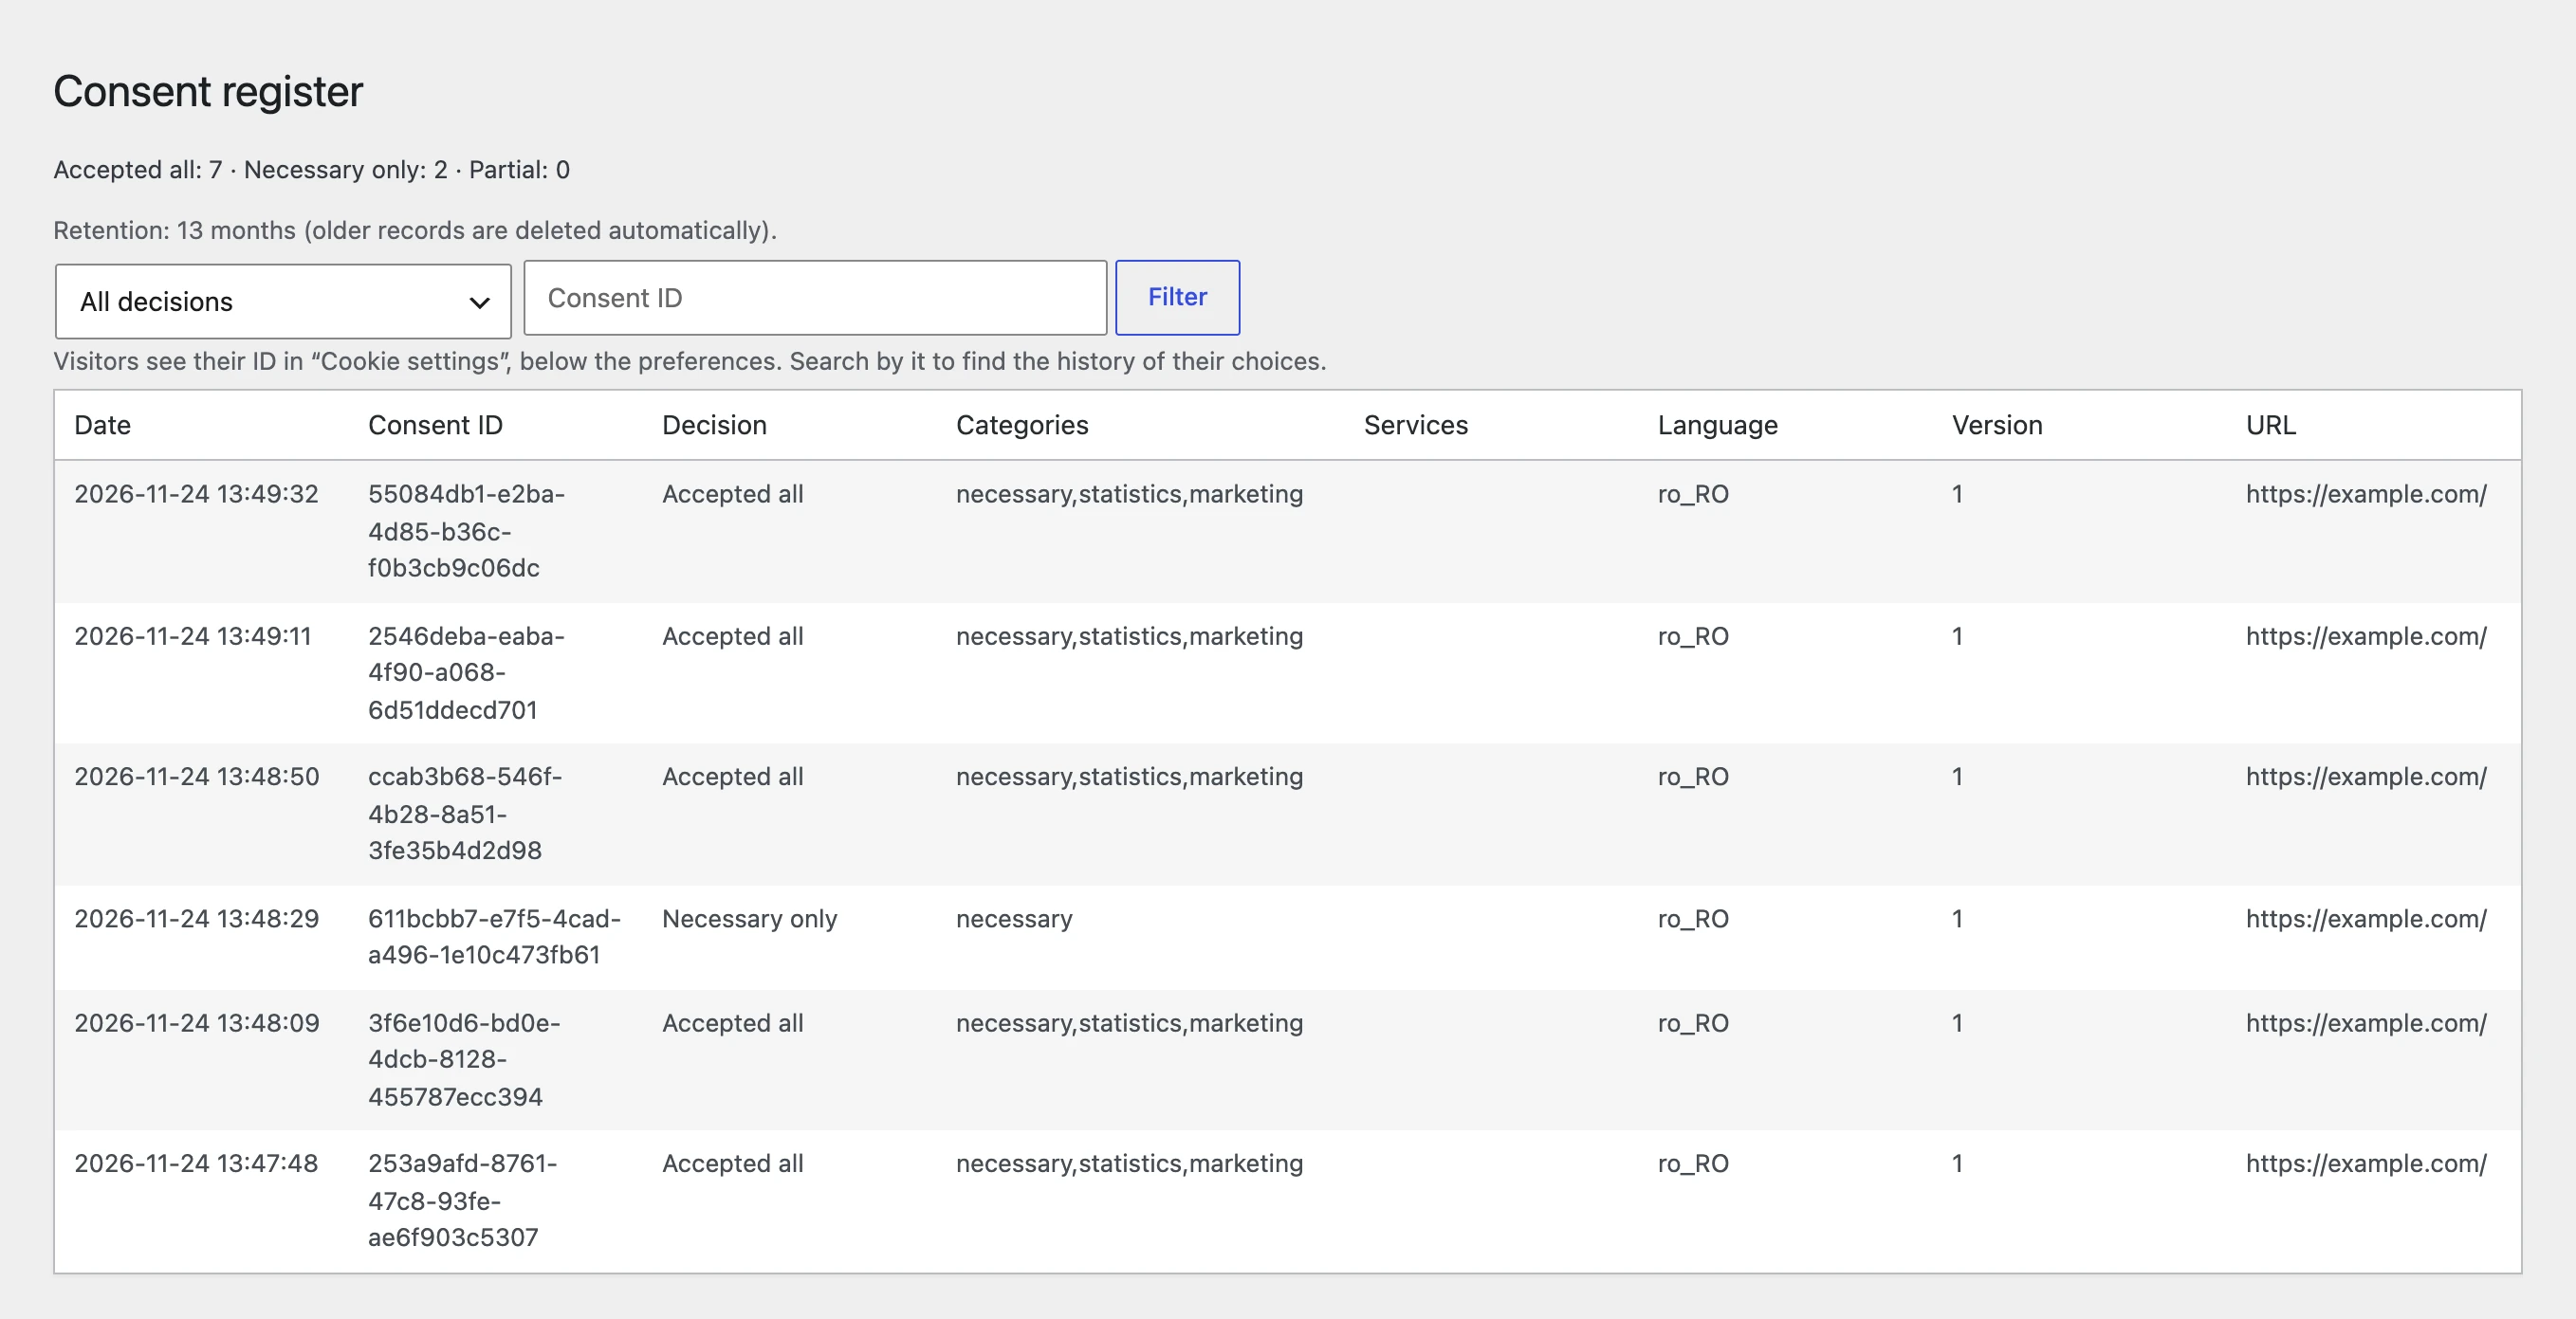 Consent register
Accepted all: 7 · Necessary only: 2 · Partial: 0
Retention: 13 months (older records are deleted automatically).
All decisions Consent ID Filter
Visitors see their ID in “Cookie settings”, below the preferences. Search by it to find the history of their choices.
Date Consent ID Decision Categories Services Language Version URL
2026-11-24 13:49:32 55084db1-e2ba- Accepted all necessary,statistics,marketing ro_RO 1 https://example.com/
4d85-b36c-
f0b3cb9c06dc
2026-11-24 13:49:11 2546deba-eaba- Accepted all necessary,statistics,marketing ro_RO 1 https://example.com/
4f90-a068-
6d51ddecd701
2026-11-24 13:48:50 ccab3b68-546f- Accepted all necessary,statistics,marketing ro_RO 1 https://example.com/
4b28-8a51-
3fe35b4d2d98
2026-11-24 13:48:29 611bcbb7-e7f5-4cad- Necessary only necessary ro_RO 1 https://example.com/
a496-1e10c473fb61
2026-11-24 13:48:09 3f6e10d6-bd0e- Accepted all necessary,statistics,marketing ro_RO 1 https://example.com/
4dcb-8128-
455787ecc394
2026-11-24 13:47:48 253a9afd-8761- Accepted all necessary,statistics,marketing ro_RO 1 https://example.com/
47c8-93fe-
ae6f903c5307